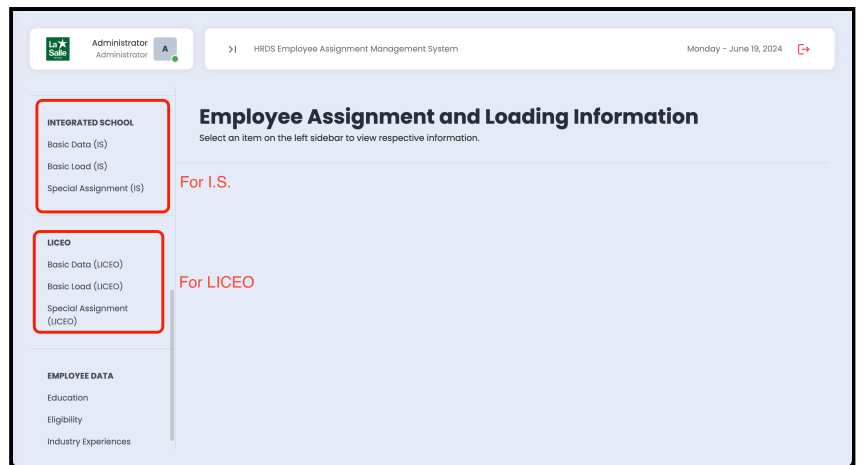 La Salle
Administrator
Administrator
A
HRDS Employee Assignment Management System
Monday - June 19, 2024
INTEGRATED SCHOOL
Basic Data (IS)
Basic Load (IS)
Special Assignment (IS)
LICEO
Basic Data (LICEO)
Basic Load (LICEO)
Special Assignment
(LICEO)
EMPLOYEE DATA
Education
Eligibility
Industry Experiences
Employee Assignment and Loading Information
Select an item on the left sidebar to view respective information.
For I.S.
For LICEO